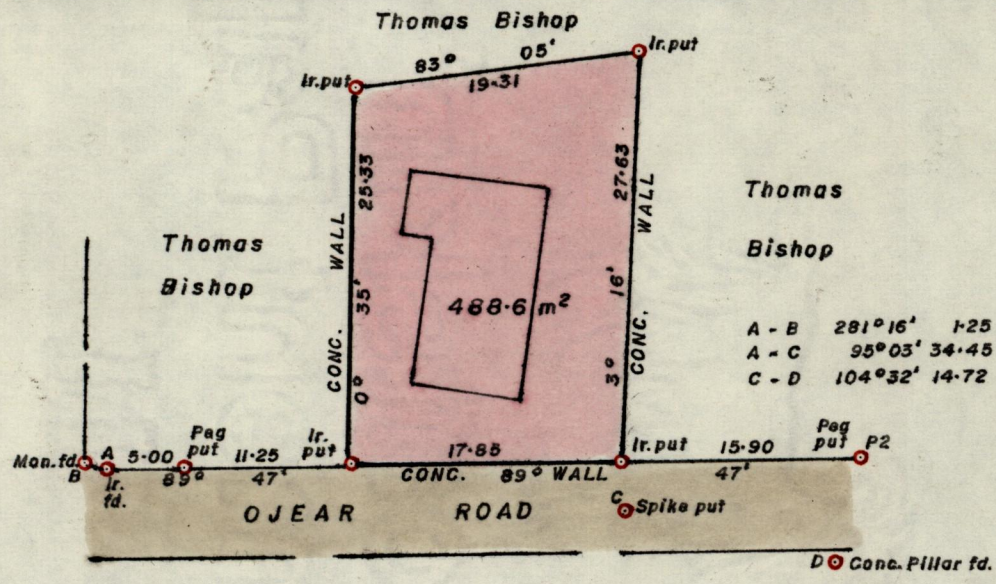 Thomas Bishop
83° 05'
19·31
Ir.put
Ir.put
25·33
CONC. WALL
0° 35'
27·63
CONC. WALL
3° 16'
Thomas
Bishop
Thomas
Bishop
488·6 m²
A - B 281° 16' 1·25
A - C 95° 03' 34·45
C - D 104° 32' 14·72
Mon.fd.
B
A
Ir.
fd.
5·00
Peg
put
11·25
89° 47'
Ir.
put
17·85
CONC. 89° WALL
Ir.put
15·90
47'
Peg
put
P2
OJEAR ROAD
C Spike put
D Conc. Pillar fd.